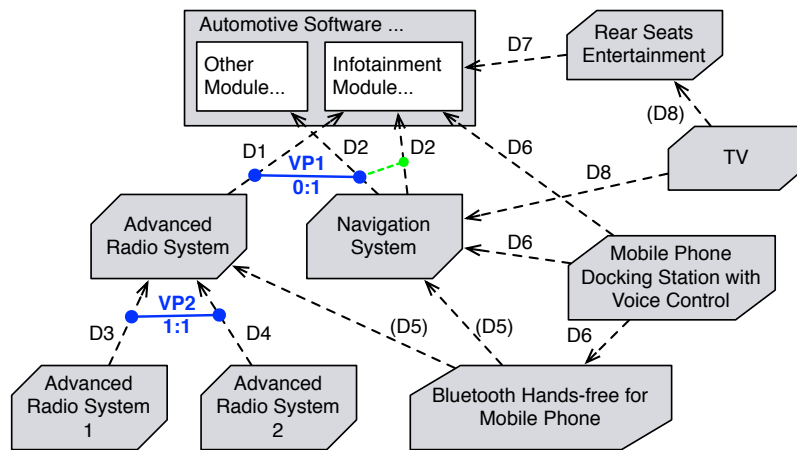 Automotive Software ...
Other
Module...
Infotainment
Module...
D7
Rear Seats
Entertainment
(D8)
D1
VP1
0:1
D2
D2
D6
D8
TV
Advanced
Radio System
Navigation
System
D6
Mobile Phone
Docking Station with
Voice Control
D3
VP2
1:1
D4
(D5)
(D5)
D6
Advanced
Radio System
1
Advanced
Radio System
2
Bluetooth Hands-free for
Mobile Phone